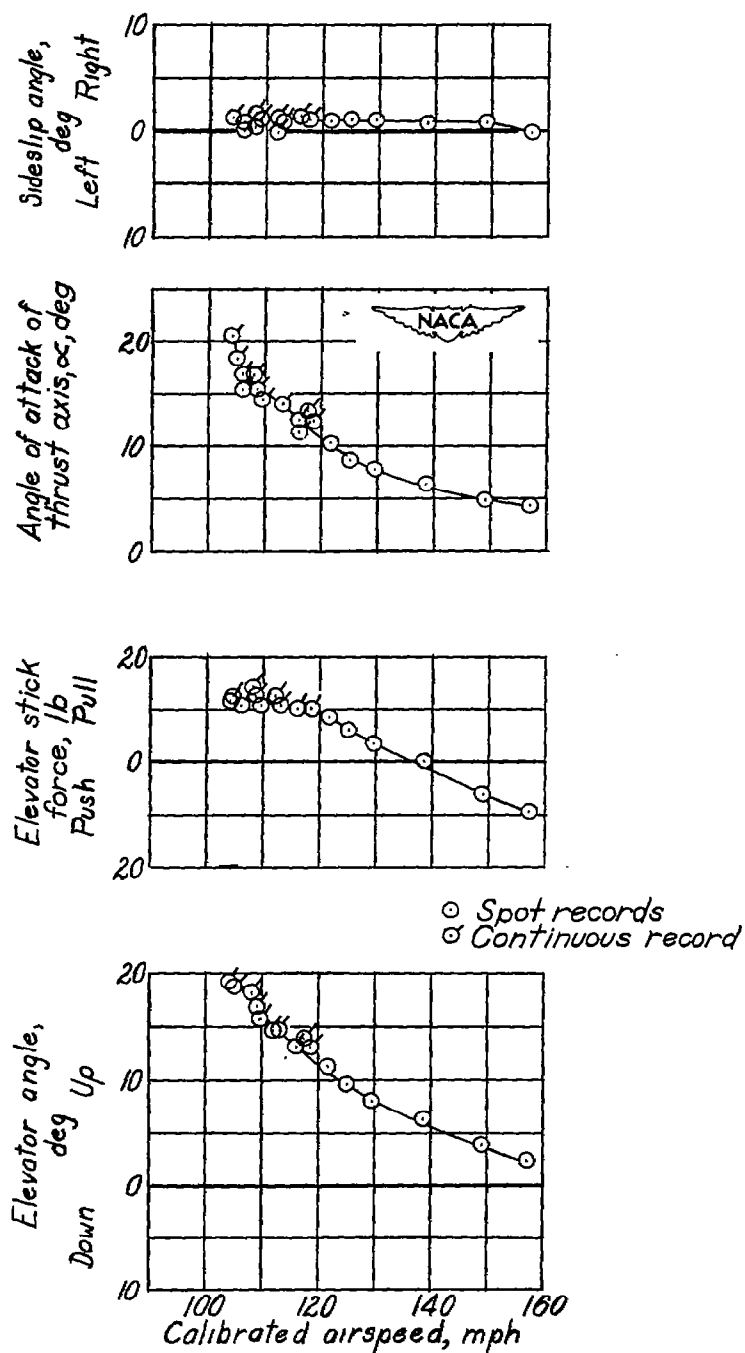 10
Sideslip angle,
deg
Left Right
0
10
NACA
Angle of attack of
thrust axis, α, deg
20
10
0
20
Elevator stick
force, lb
Push Pull
0
20
⊙ Spot records
Continuous record
20
Elevator angle,
deg
Down Up
10
0
10
100 120 140 160
Calibrated airspeed, mph